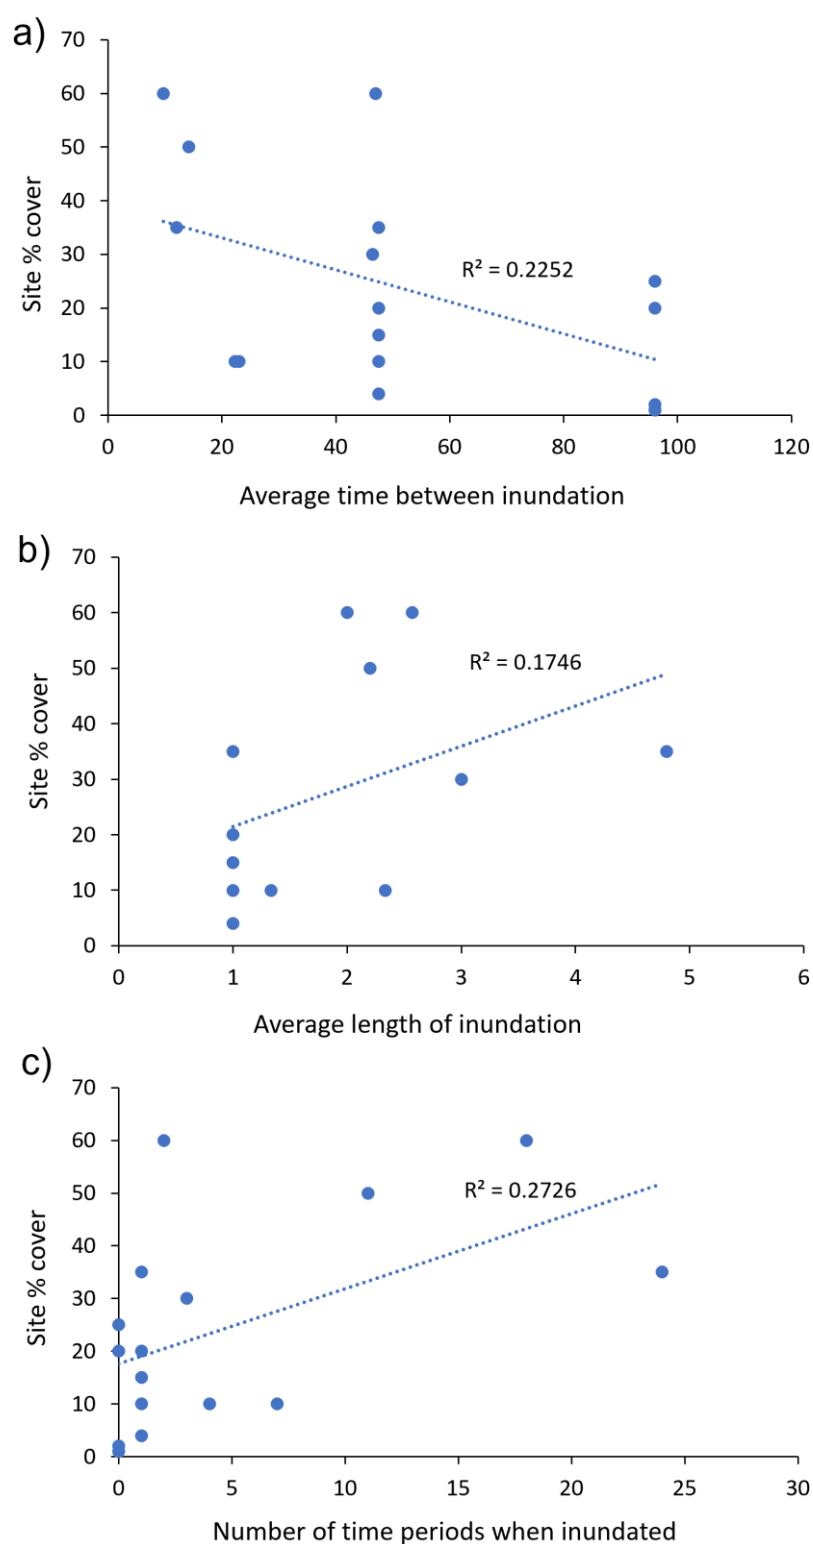 a)
70
60
50
40
30
20
10
0
Site % cover
R² = 0.2252
0 20 40 60 80 100 120
Average time between inundation
b)
70
60
50
40
30
20
10
0
Site % cover
R² = 0.1746
0 1 2 3 4 5 6
Average length of inundation
c)
70
60
50
40
30
20
10
0
Site % cover
R² = 0.2726
0 5 10 15 20 25 30
Number of time periods when inundated